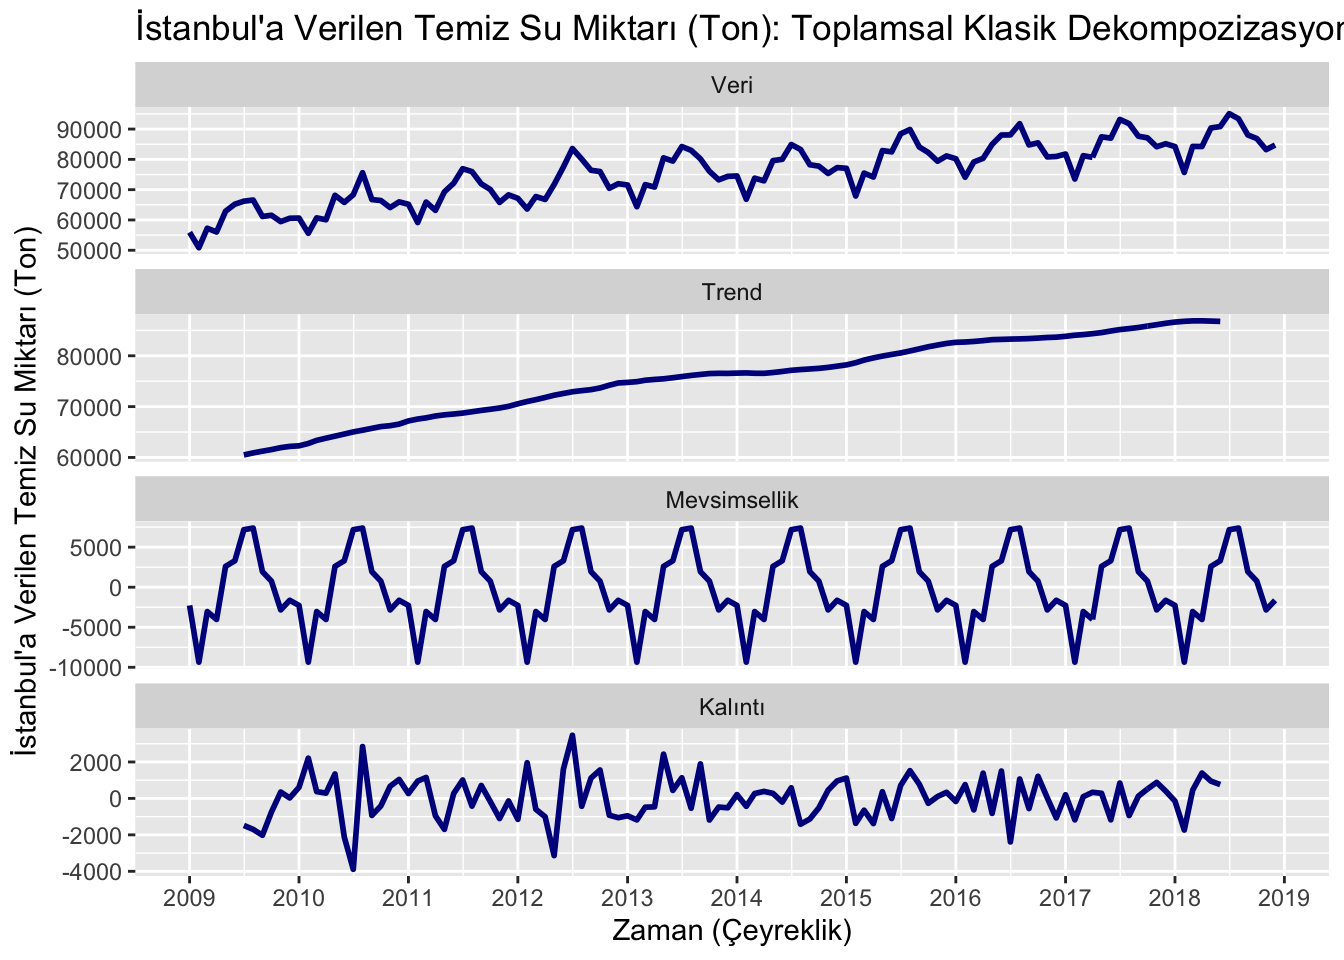 İstanbul'a Verilen Temiz Su Miktarı (Ton): Toplamsal Klasik Dekompozizasyon
İstanbul'a Verilen Temiz Su Miktarı (Ton)
Veri
90000
80000
70000
60000
50000
Trend
80000
70000
60000
Mevsimsellik
5000
0
-5000
-10000
Kalıntı
2000
0
-2000
-4000
2009 2010 2011 2012 2013 2014 2015 2016 2017 2018 2019
Zaman (Çeyreklik)